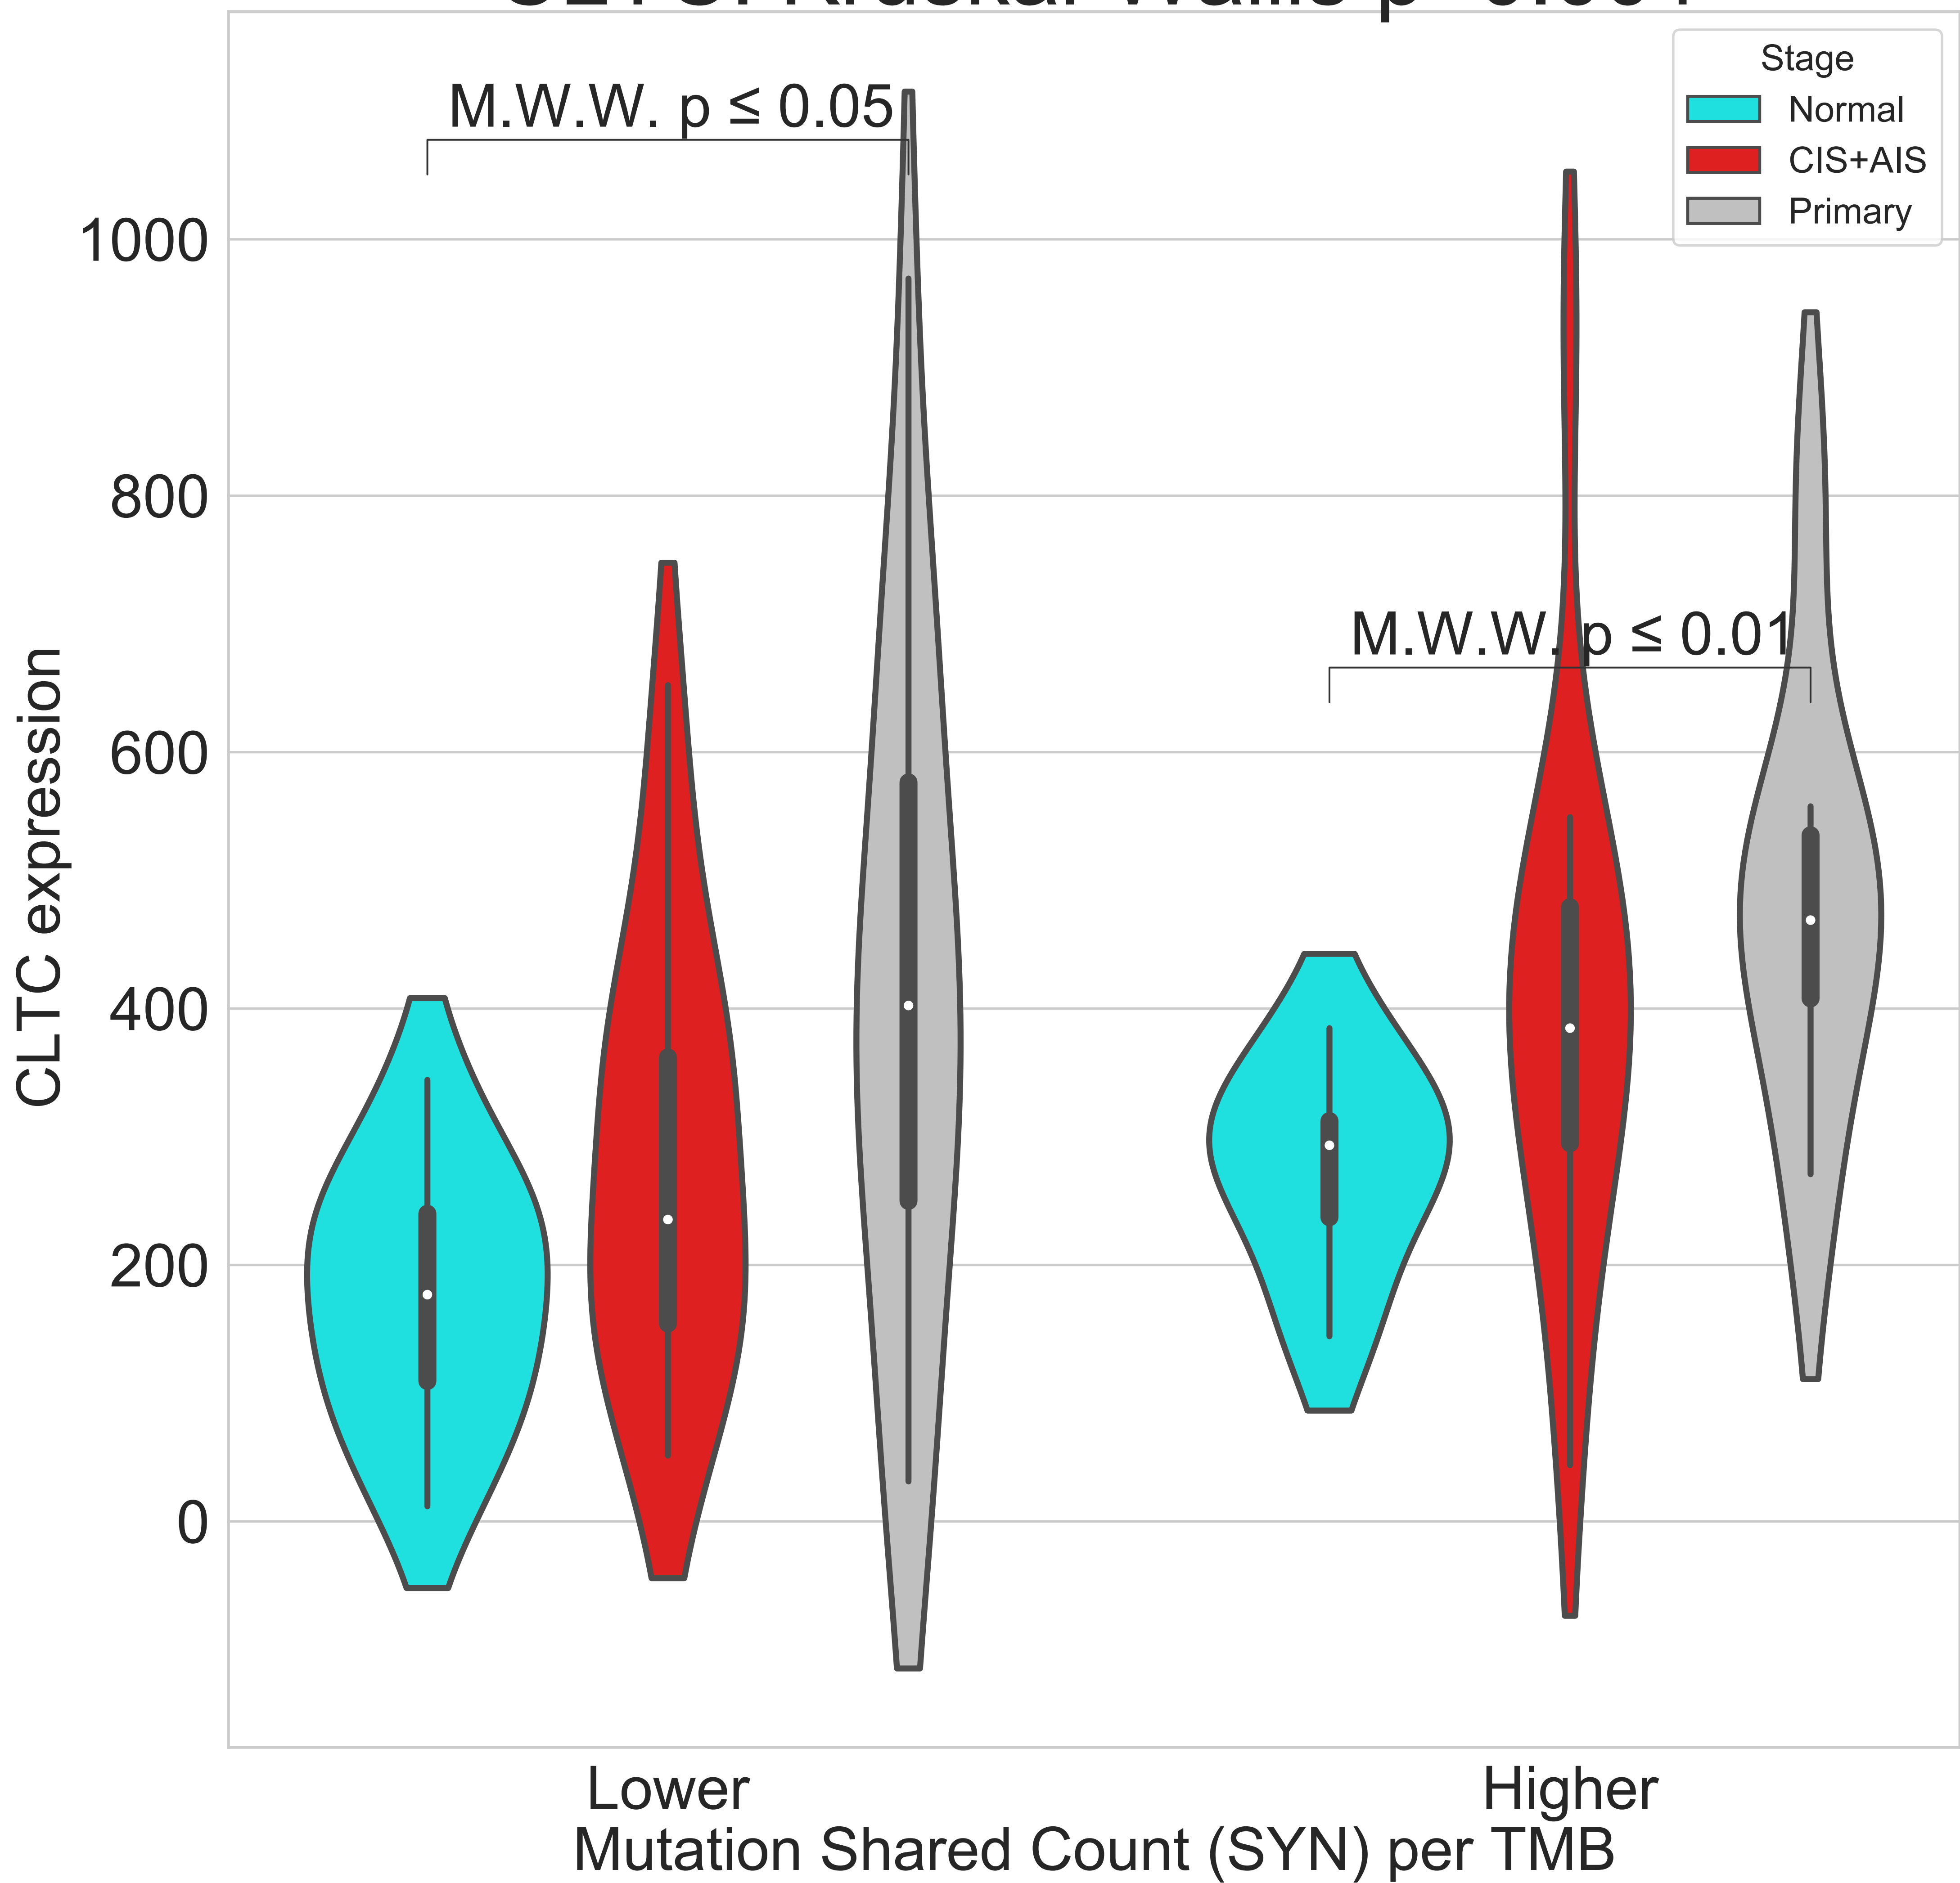 Stage
Normal
CIS+AIS
Primary
M.W.W. p ≤ 0.05
M.W.W. p ≤ 0.01
1000
800
600
400
200
0
CLTC expression
Lower
Higher
Mutation Shared Count (SYN) per TMB